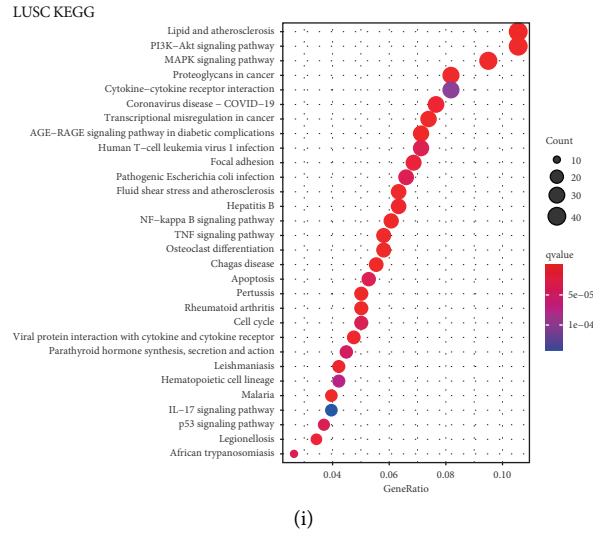 LUSC KEGG
Lipid and atherosclerosis
PI3K−Akt signaling pathway
MAPK signaling pathway
Proteoglycans in cancer
Cytokine−cytokine receptor interaction
Coronavirus disease − COVID−19
Transcriptional misregulation in cancer
AGE−RAGE signaling pathway in diabetic complications
Human T−cell leukemia virus 1 infection
Focal adhesion
Pathogenic Escherichia coli infection
Fluid shear stress and atherosclerosis
Hepatitis B
NF−kappa B signaling pathway
TNF signaling pathway
Osteoclast differentiation
Chagas disease
Apoptosis
Pertussis
Rheumatoid arthritis
Cell cycle
Viral protein interaction with cytokine and cytokine receptor
Parathyroid hormone synthesis, secretion and action
Leishmaniasis
Hematopoietic cell lineage
Malaria
IL−17 signaling pathway
p53 signaling pathway
Legionellosis
African trypanosomiasis
0.04 0.06 0.08 0.10
GeneRatio
Count
10
20
30
40
qvalue
5e−05
1e−04
(i)